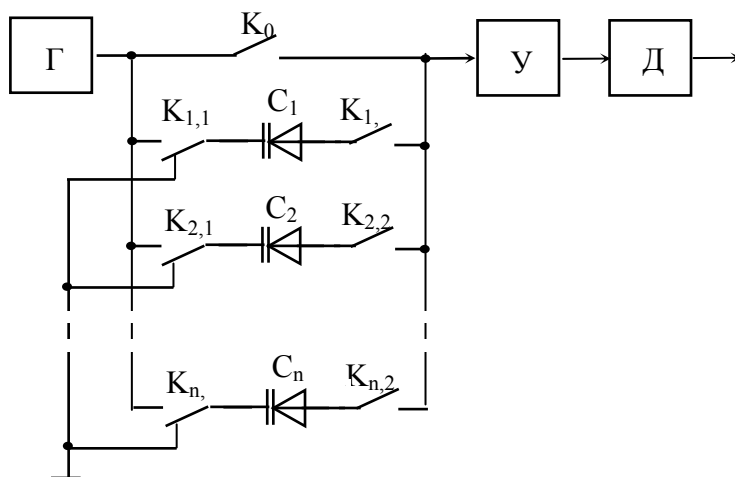 Г K₀ У Д
K₁,₁ C₁ K₁,
K₂,₁ C₂ K₂,₂
Kₙ, Cₙ Kₙ,₂